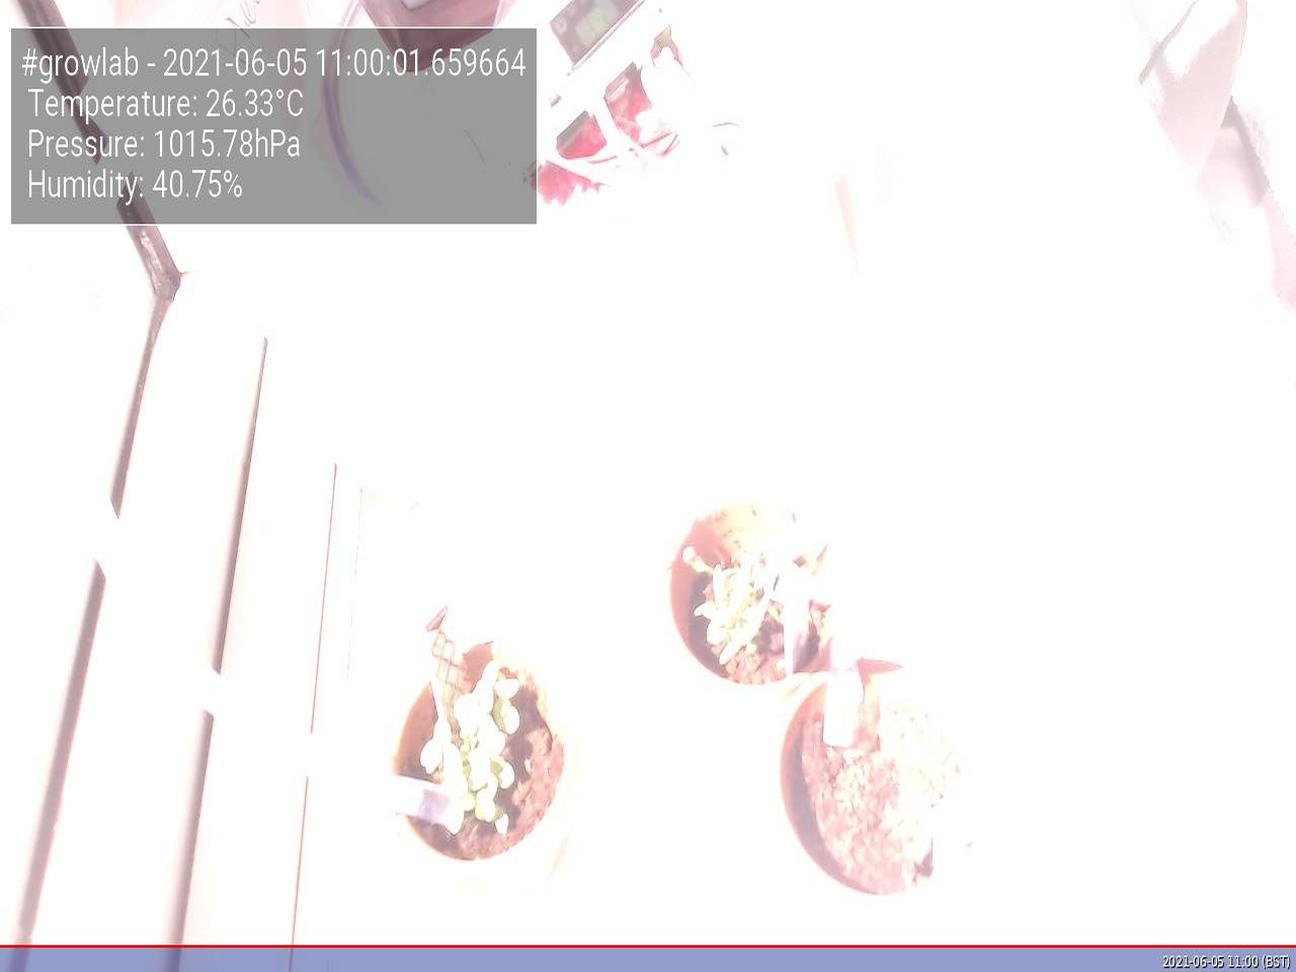 #growlab - 2021-06-05 11:00:01.659664
Temperature: 26.33°C
Pressure: 1015.78hPa
Humidity: 40.75%
2021-06-05 11:00 (BST)